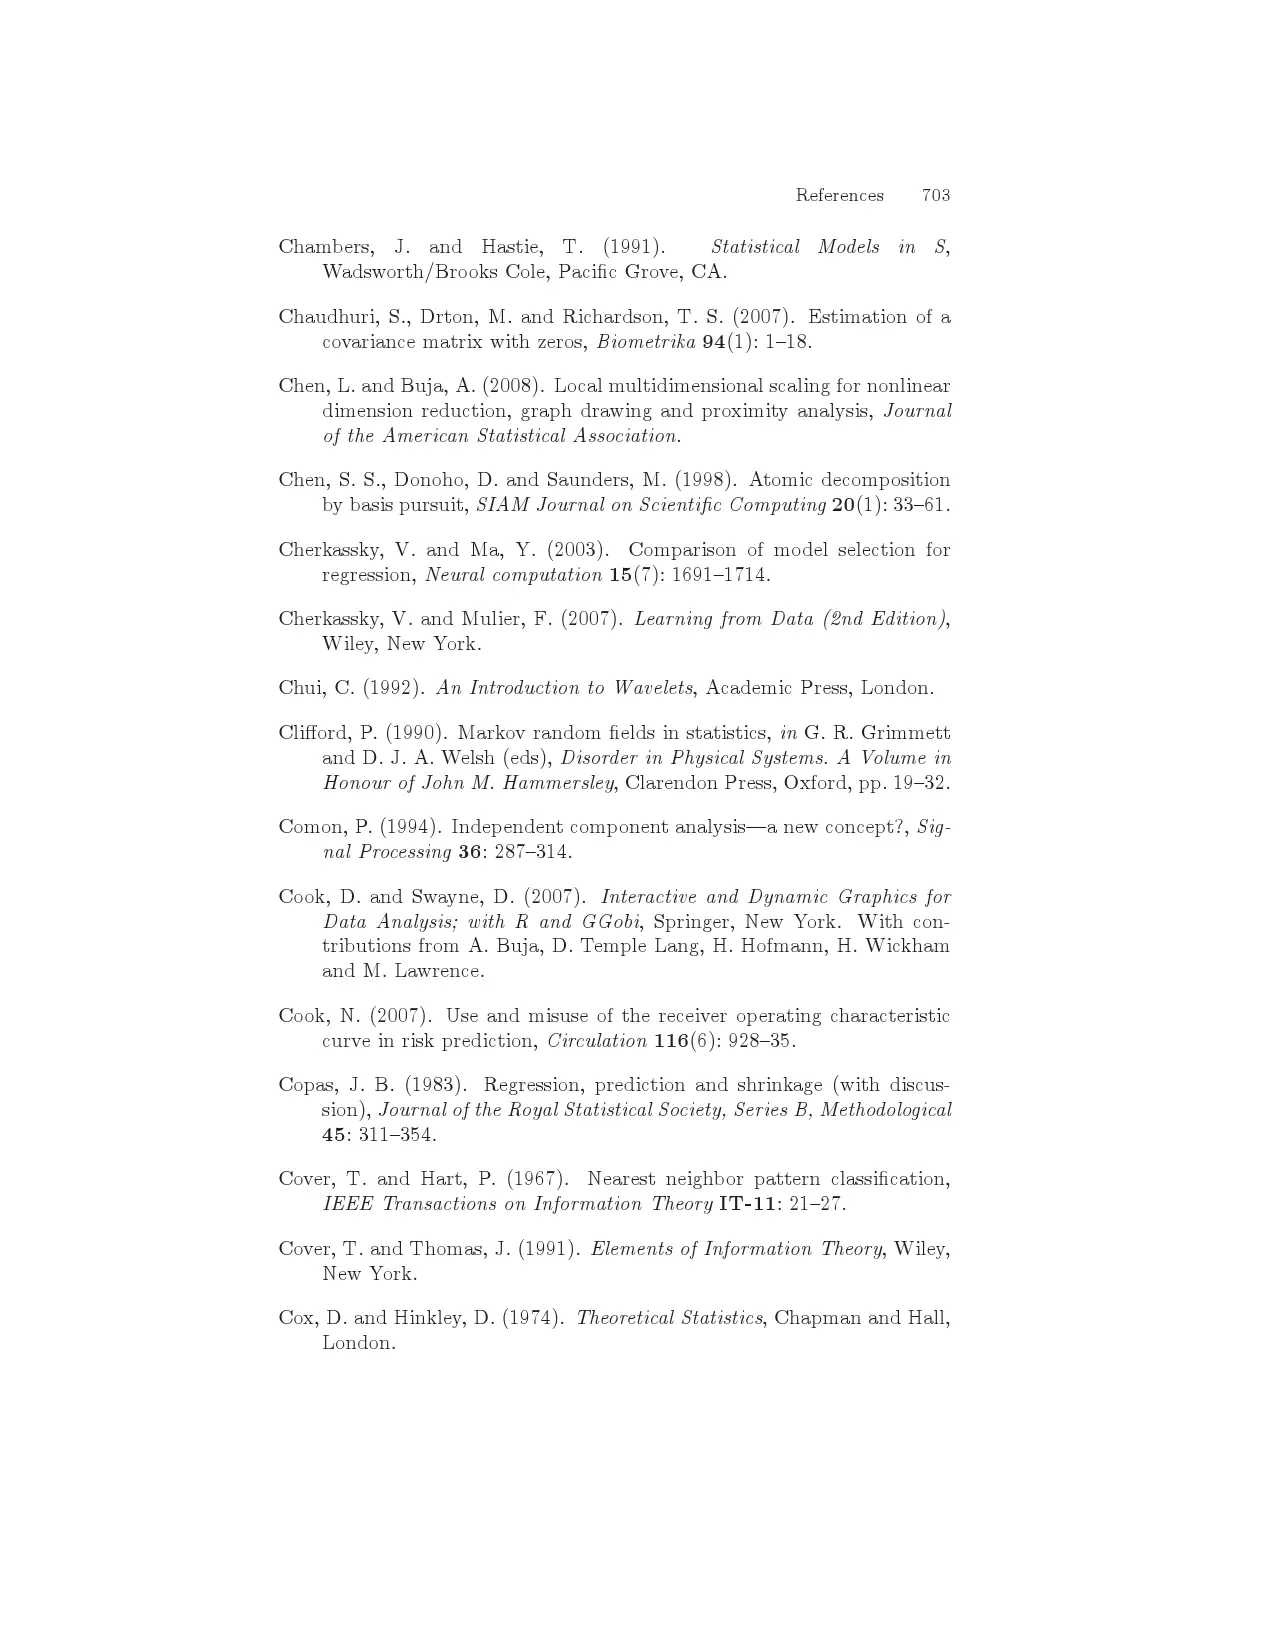 References 703
Chambers, J. and Hastie, T. (1991). Statistical Models in S,
Wadsworth/Brooks Cole, Pacific Grove, CA.
Chaudhuri, S., Drton, M. and Richardson, T. S. (2007). Estimation of a
covariance matrix with zeros, Biometrika 94(1): 1–18.
Chen, L. and Buja, A. (2008). Local multidimensional scaling for nonlinear
dimension reduction, graph drawing and proximity analysis, Journal
of the American Statistical Association.
Chen, S. S., Donoho, D. and Saunders, M. (1998). Atomic decomposition
by basis pursuit, SIAM Journal on Scientific Computing 20(1): 33–61.
Cherkassky, V. and Ma, Y. (2003). Comparison of model selection for
regression, Neural computation 15(7): 1691–1714.
Cherkassky, V. and Mulier, F. (2007). Learning from Data (2nd Edition),
Wiley, New York.
Chui, C. (1992). An Introduction to Wavelets, Academic Press, London.
Clifford, P. (1990). Markov random fields in statistics, in G. R. Grimmett
and D. J. A. Welsh (eds), Disorder in Physical Systems. A Volume in
Honour of John M. Hammersley, Clarendon Press, Oxford, pp. 19–32.
Comon, P. (1994). Independent component analysis—a new concept?, Sig-
nal Processing 36: 287–314.
Cook, D. and Swayne, D. (2007). Interactive and Dynamic Graphics for
Data Analysis; with R and GGobi, Springer, New York. With con-
tributions from A. Buja, D. Temple Lang, H. Hofmann, H. Wickham
and M. Lawrence.
Cook, N. (2007). Use and misuse of the receiver operating characteristic
curve in risk prediction, Circulation 116(6): 928–35.
Copas, J. B. (1983). Regression, prediction and shrinkage (with discus-
sion), Journal of the Royal Statistical Society, Series B, Methodological
45: 311–354.
Cover, T. and Hart, P. (1967). Nearest neighbor pattern classification,
IEEE Transactions on Information Theory IT-11: 21–27.
Cover, T. and Thomas, J. (1991). Elements of Information Theory, Wiley,
New York.
Cox, D. and Hinkley, D. (1974). Theoretical Statistics, Chapman and Hall,
London.